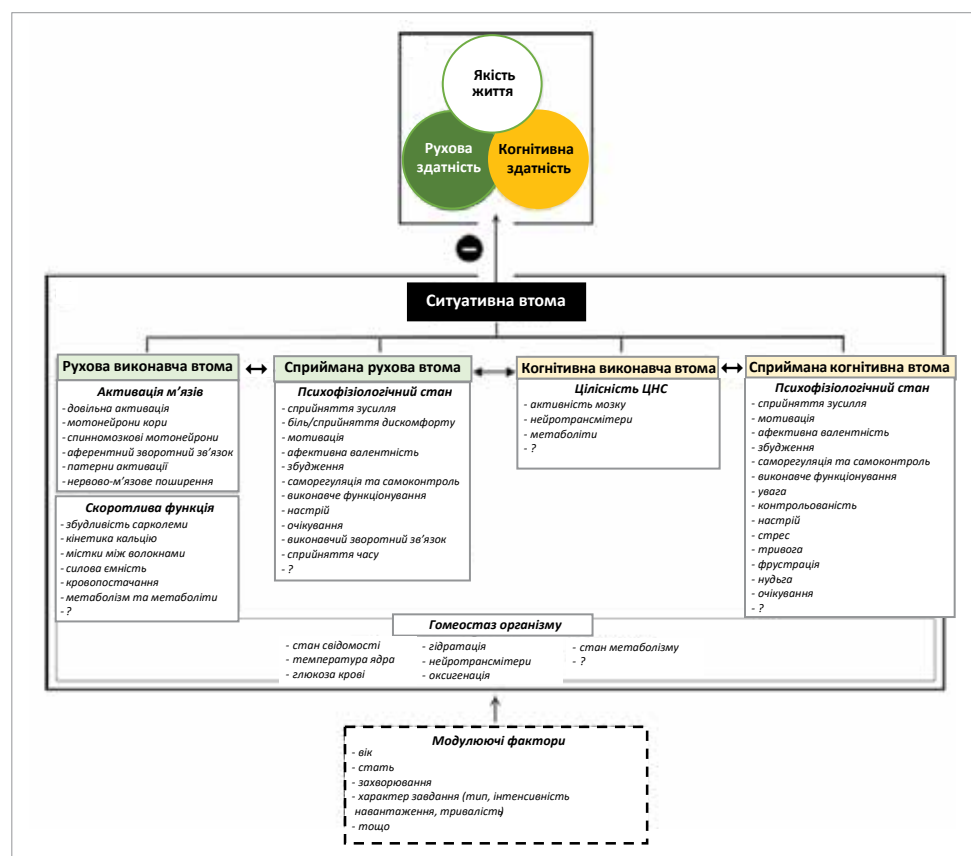 Якість
життя
Рухова
здатність
Когнітивна
здатність
Ситуативна втома
Рухова виконавча втома
Активація м’язів
- довільна активація
- мотонейрони кори
- спинномозкові мотонейрони
- аферентний зворотній зв’язок
- патерни активації
- нервово-м’язове поширення
Скоротлива функція
- збудливість сарколеми
- кінетика кальцію
- містки між волокнами
- силова ємність
- кровопостачання
- метаболізм та метаболіти
- ?
Сприймана рухова втома
Психофізіологічний стан
- сприйняття зусилля
- біль/сприйняття дискомфорту
- мотивація
- афективна валентність
- збудження
- саморегуляція та самоконтроль
- виконавче функціонування
- настрій
- очікування
- виконавчий зворотній зв’язок
- сприйняття часу
- ?
Когнітивна виконавча втома
Цілісність ЦНС
- активність мозку
- нейротрансмітери
- метаболіти
- ?
Сприймана когнітивна втома
Психофізіологічний стан
- сприйняття зусилля
- мотивація
- афективна валентність
- збудження
- саморегуляція та самоконтроль
- виконавче функціонування
- увага
- контрольованість
- настрій
- стрес
- тривога
- фрустрація
- нудьга
- очікування
- ?
Гомеостаз організму
- стан свідомості
- температура ядра
- глюкоза крові
- гідратація
- нейротрансмітери
- оксигенація
- стан метаболізму
- ?
Модулюючі фактори
- вік
- стать
- захворювання
- характер завдання (тип, інтенсивність
навантаження, тривалість)
- тощо